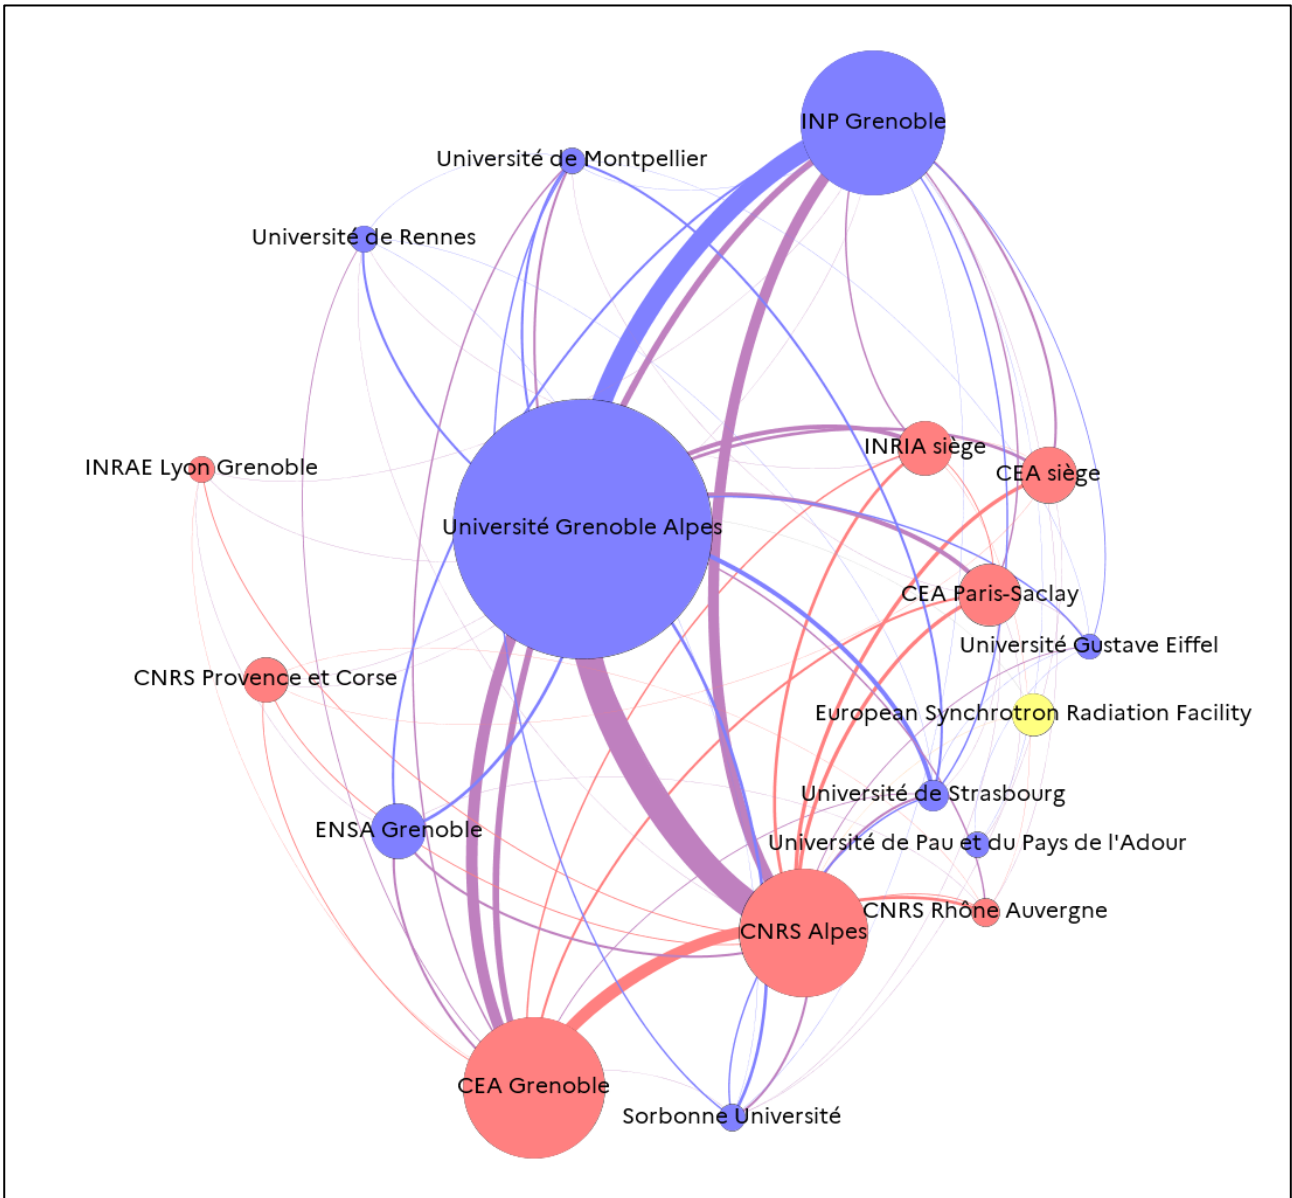 INP Grenoble
Université de Montpellier
Université de Rennes
INRIA siège
INRAE Lyon Grenoble
CEA siège
Université Grenoble Alpes
CEA Paris-Saclay
Université Gustave Eiffel
CNRS Provence et Corse
European Synchrotron Radiation Facility
Université de Strasbourg
ENSA Grenoble
Université de Pau et du Pays de l'Adour
CNRS Rhône Auvergne
CNRS Alpes
CEA Grenoble
Sorbonne Université